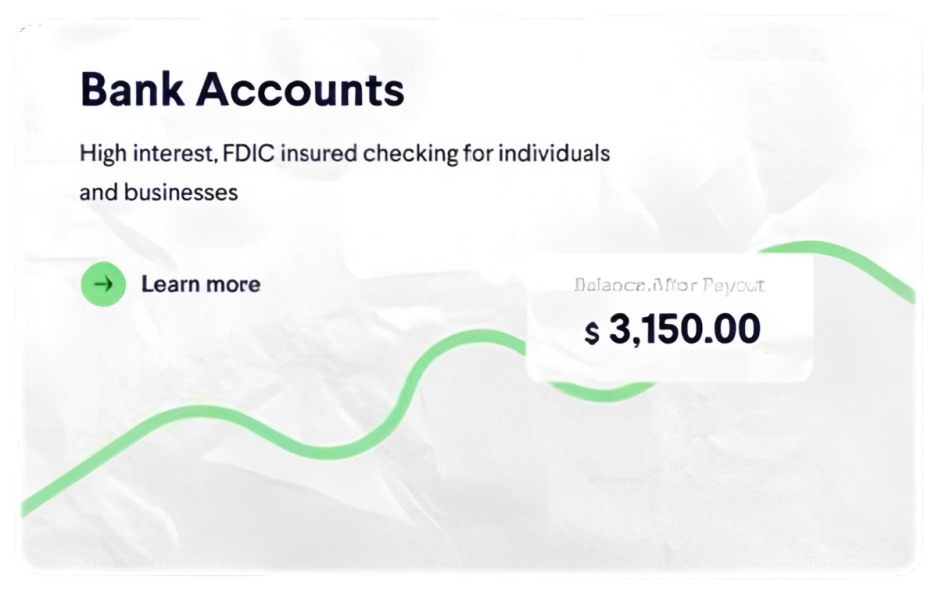 Bank Accounts
High interest, FDIC insured checking for individuals
and businesses
Learn more
Balance After Payout
$ 3,150.00